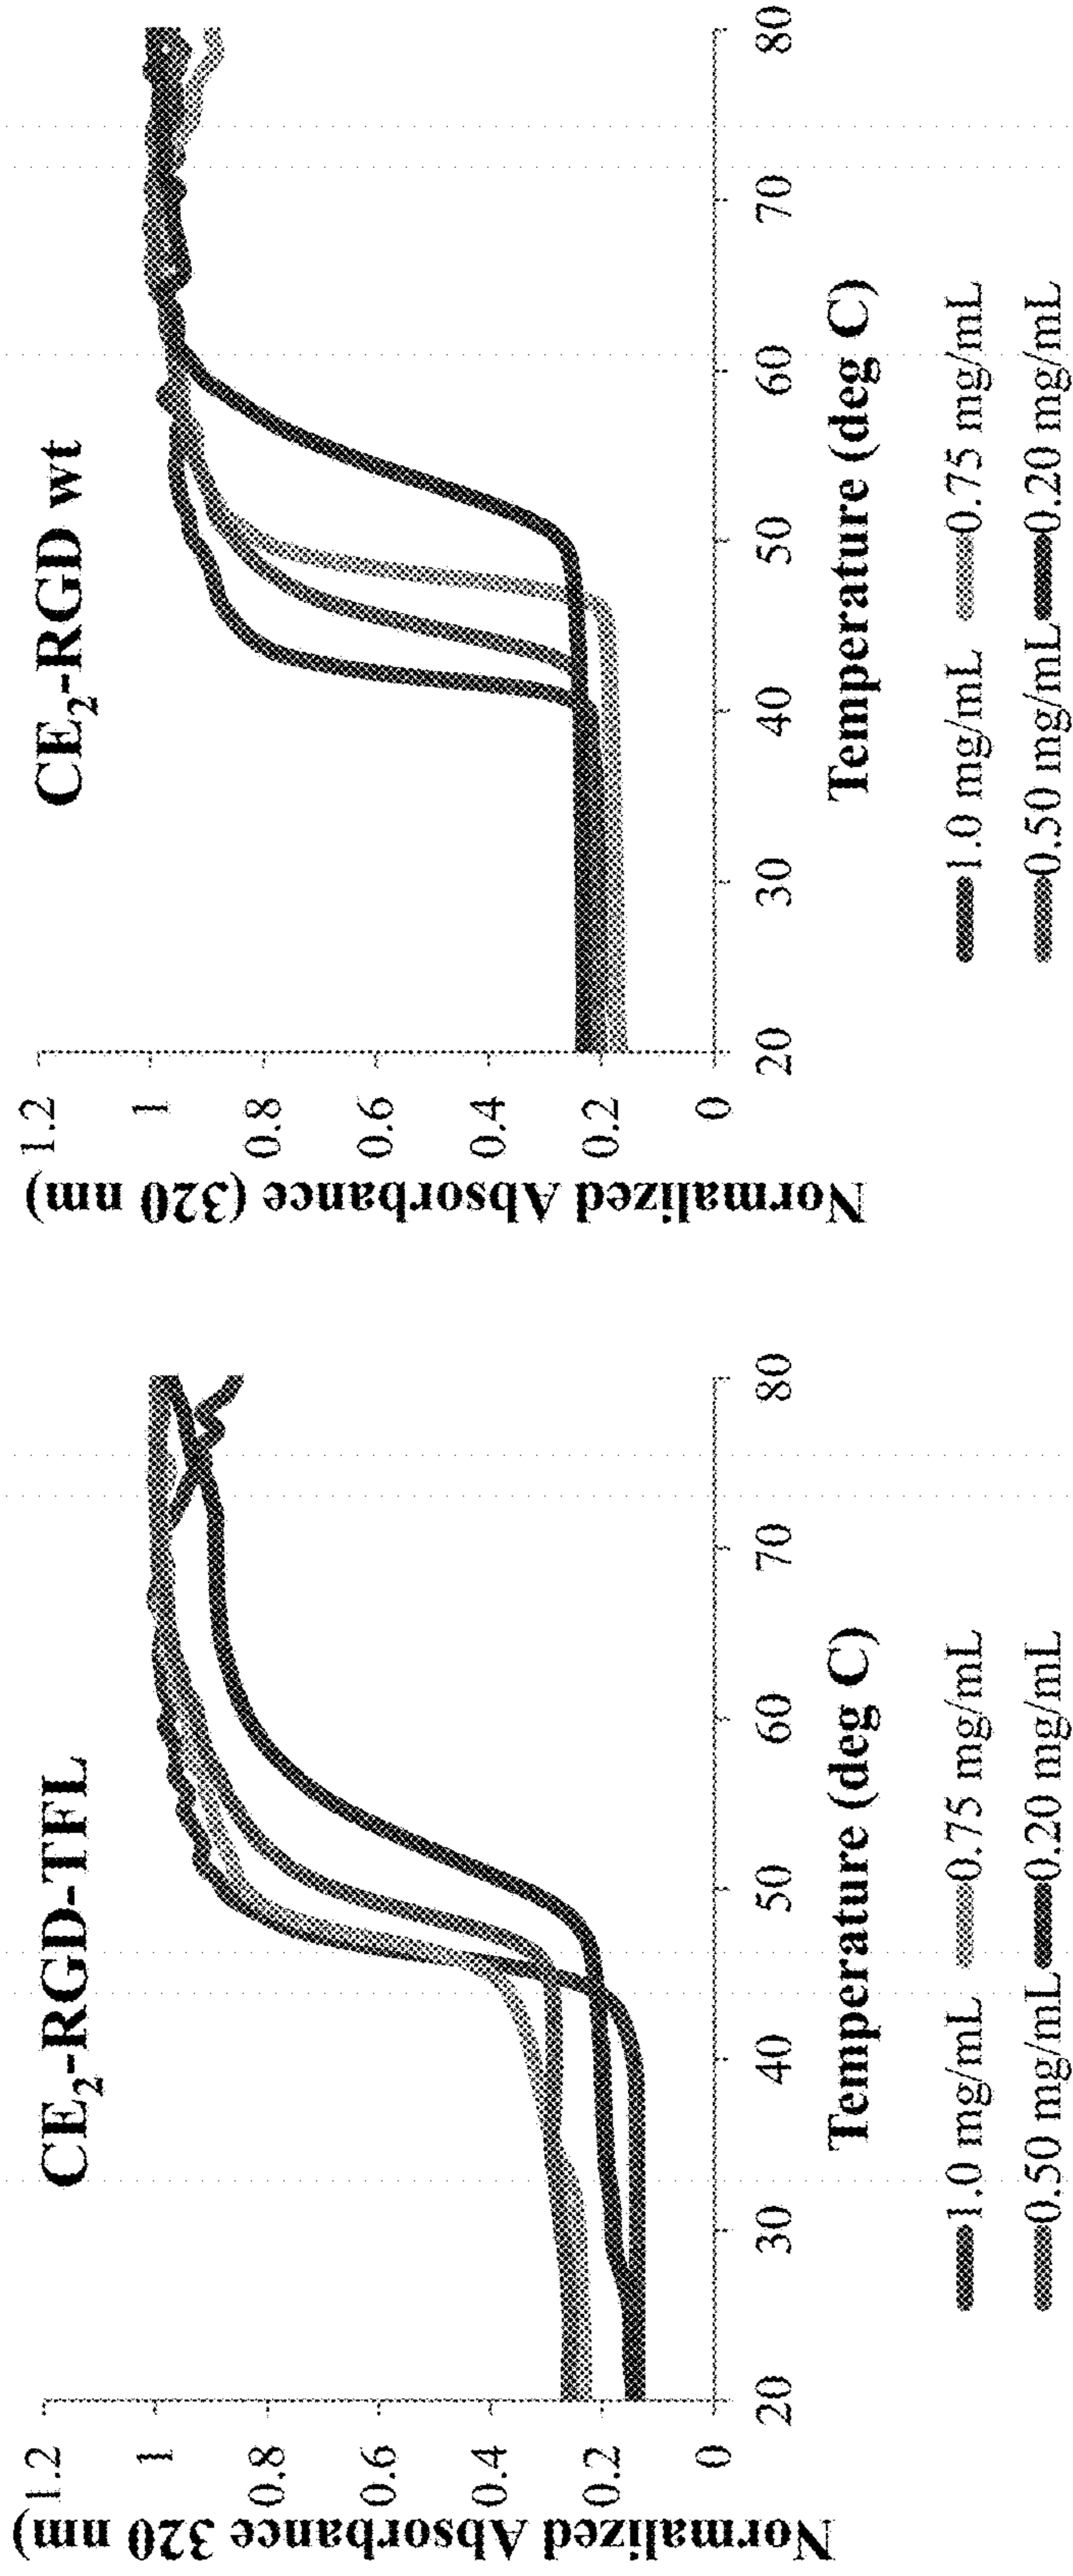 CE2-RGD-TFL
Normalized Absorbance 320 nm)
1.2
1
0.8
0.6
0.4
0.2
0
20 30 40 50 60 70 80
Temperature (deg C)
1.0 mg/mL 0.75 mg/mL
0.50 mg/mL 0.20 mg/mL
CE2-RGD wt
Normalized Absorbance (320 nm)
1.2
1
0.8
0.6
0.4
0.2
0
20 30 40 50 60 70 80
Temperature (deg C)
1.0 mg/mL 0.75 mg/mL
0.50 mg/mL 0.20 mg/mL